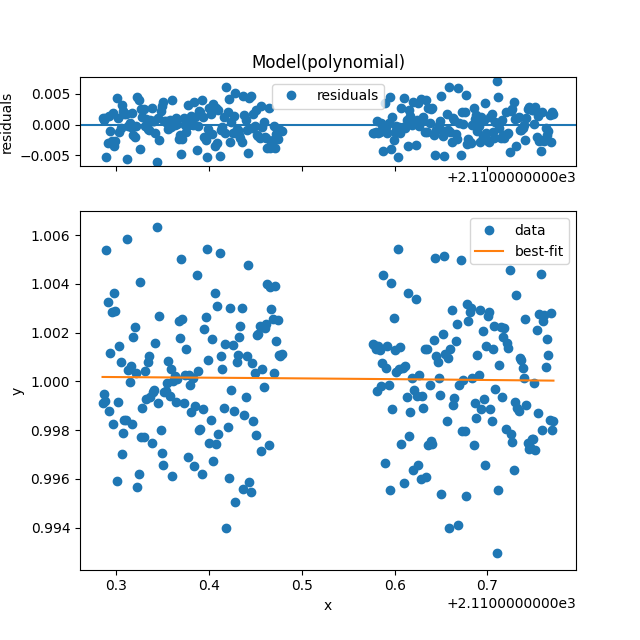 Model(polynomial)
residuals
0.005
0.000
−0.005
residuals
+2.1100000000e3
1.006
1.004
1.002
1.000
0.998
0.996
0.994
y
data
best-fit
0.3
0.4
0.5
0.6
0.7
x
+2.1100000000e3